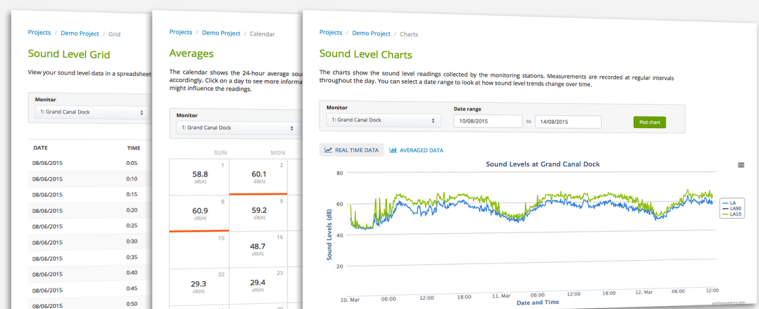 Projects / Demo Project / Grid
Sound Level Grid
View your sound level data in a spreadsheet
Monitor
1: Grand Canal Dock
DATE TIME
08/06/2015 0:05
08/06/2015 0:10
08/06/2015 0:15
08/06/2015 0:20
08/06/2015 0:25
08/06/2015 0:30
08/06/2015 0:35
08/06/2015 0:40
08/06/2015 0:45
08/06/2015 0:50
Projects / Demo Project / Calendar
Averages
The calendar shows the 24-hour average sou
accordingly. Click on a day to see more informa
might influence the readings.
Monitor
1: Grand Canal Dock
SUN MON
1 2
58.8 60.1
dB(A) dB(A)
8 9
60.9 59.2
dB(A) dB(A)
15 16
48.7
dB(A)
22 23
29.3 29.4
dB(A) dB(A)
Projects / Demo Project / Charts
Sound Level Charts
The charts show the sound level readings collected by the monitoring stations. Measurements are recorded at regular intervals
throughout the day. You can select a date range to look at how sound level trends change over time.
Monitor Date range
1: Grand Canal Dock 10/08/2015 to 14/08/2015 Plot chart
REAL TIME DATA AVERAGED DATA
Sound Levels at Grand Canal Dock
Sound Levels (dB)
80
60
40
20
LA
LA90
LA10
10. Mar 06:00 12:00 18:00 11. Mar 06:00 12:00 18:00 12. Mar 06:00 12:00
Date and Time